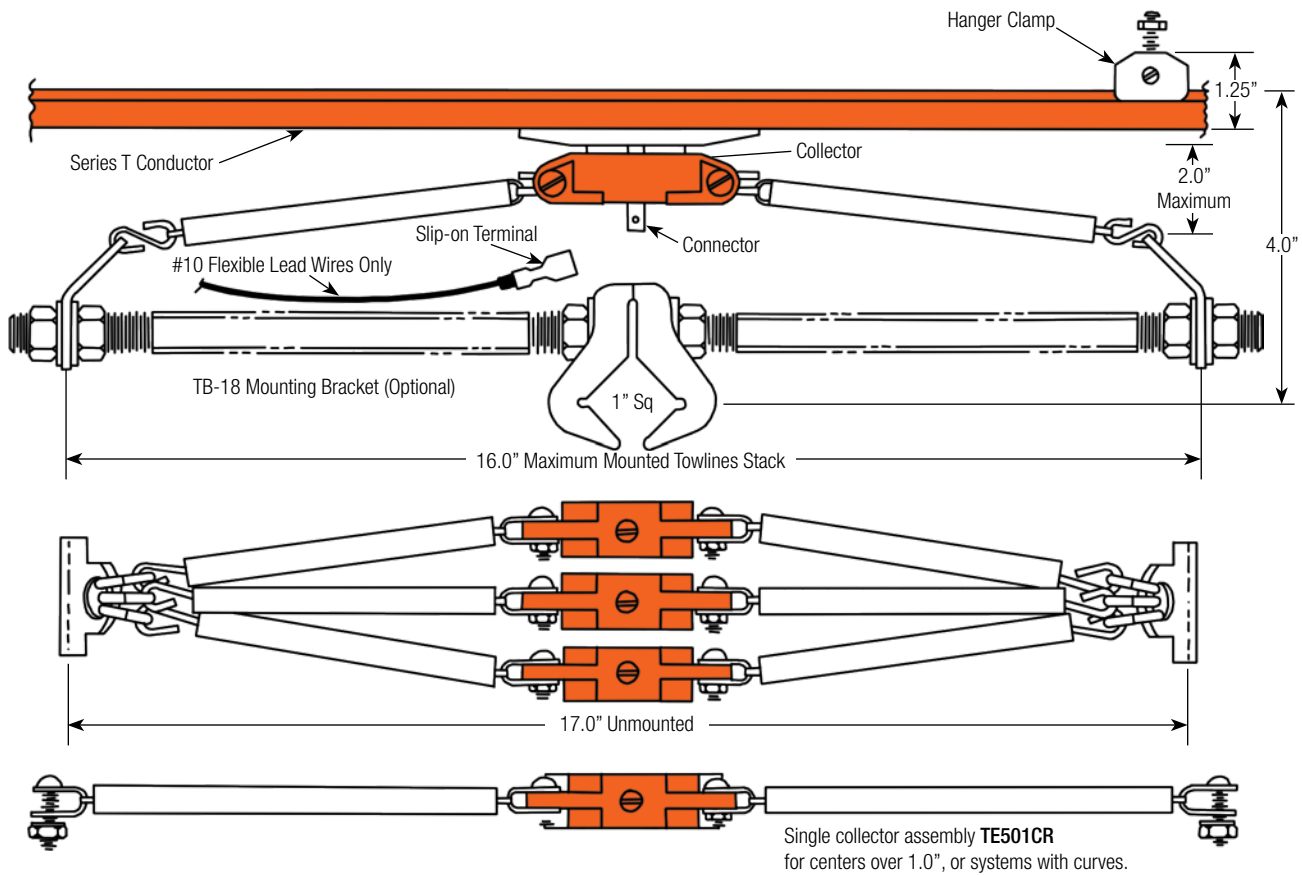 Hanger Clamp
1.25”
Series T Conductor
Collector
2.0”
Maximum
4.0”
Slip-on Terminal
Connector
#10 Flexible Lead Wires Only
TB-18 Mounting Bracket (Optional)
1” Sq
16.0” Maximum Mounted Towlines Stack
17.0” Unmounted
Single collector assembly TE501CR
for centers over 1.0”, or systems with curves.